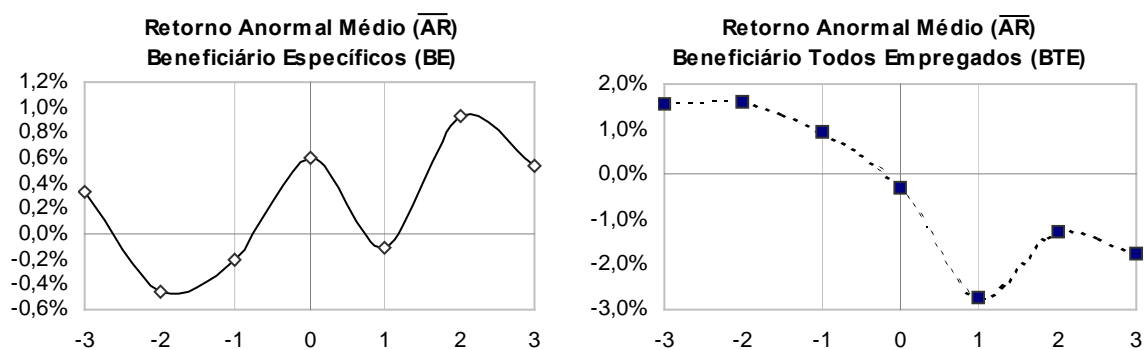 Retorno Anormal Médio (AR)
Beneficiário Específicos (BE)
1,2%
1,0%
0,8%
0,6%
0,4%
0,2%
0,0%
-0,2%
-0,4%
-0,6%
-3 -2 -1 0 1 2 3
Retorno Anormal Médio (AR)
Beneficiário Todos Empregados (BTE)
2,0%
1,0%
0,0%
-1,0%
-2,0%
-3,0%
-3 -2 -1 0 1 2 3